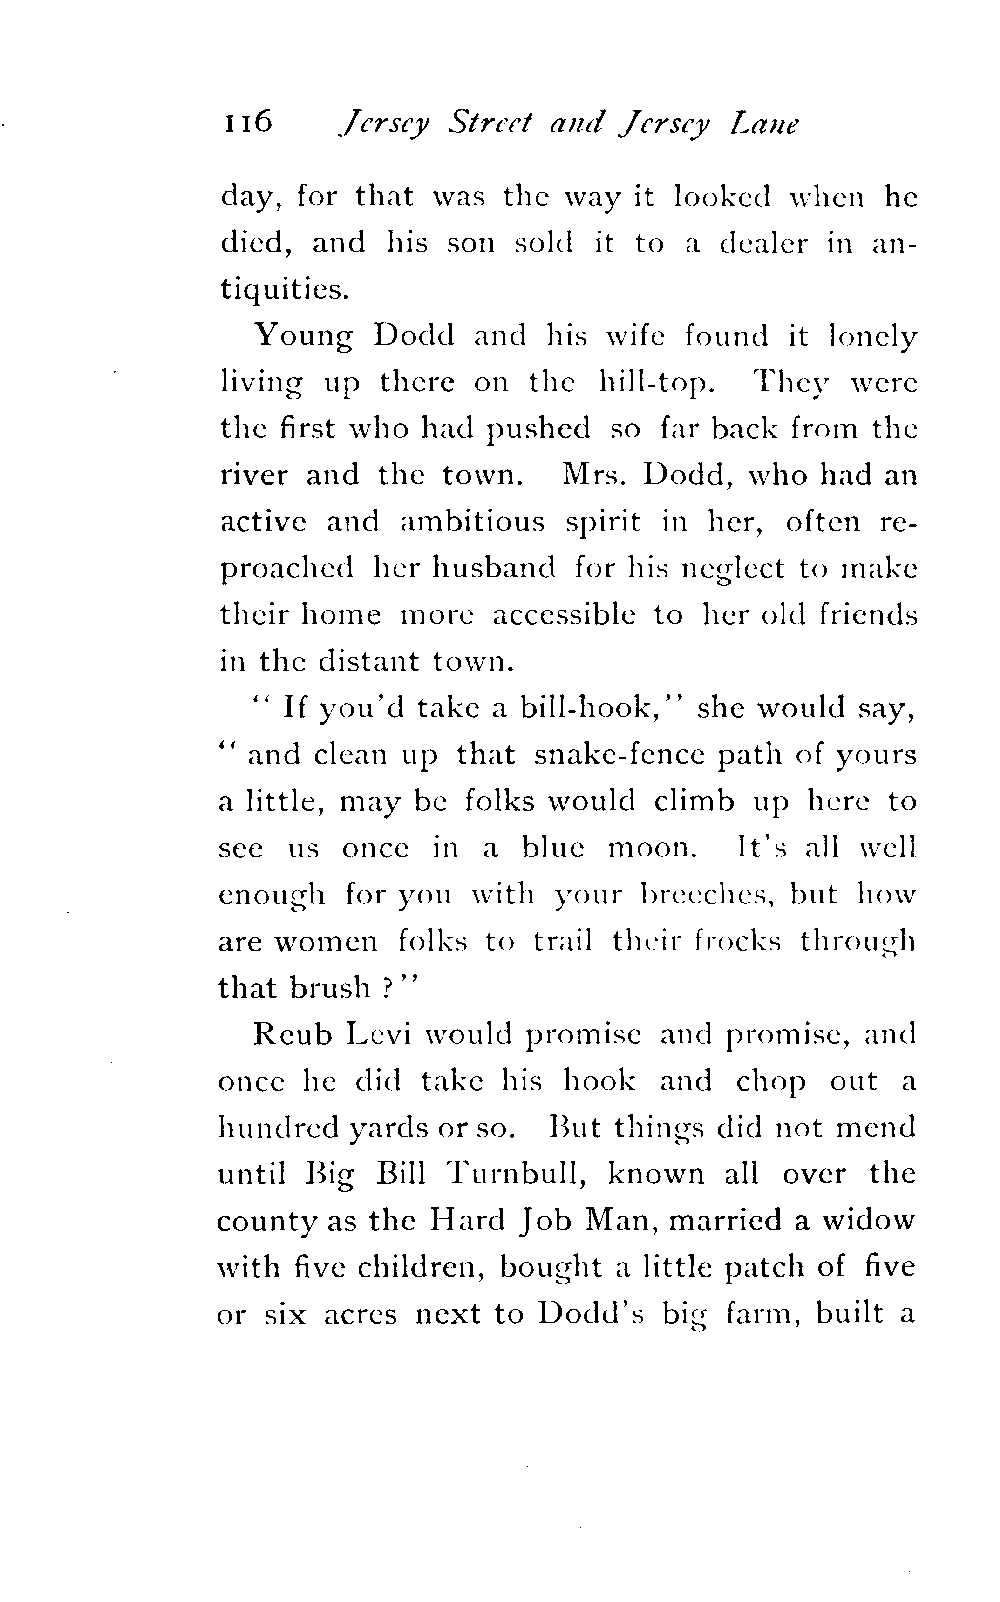 116 Jersey Street and Jersey Lane
day, for that was the way it looked when he
died, and his son sold it to a dealer in an-
tiquities.
Young Dodd and his wife found it lonely
living up there on the hill-top. They were
the first who had pushed so far back from the
river and the town. Mrs. Dodd, who had an
active and ambitious spirit in her, often re-
proached her husband for his neglect to make
their home more accessible to her old friends
in the distant town.
“ If you’d take a bill-hook,” she would say,
“ and clean up that snake-fence path of yours
a little, may be folks would climb up here to
see us once in a blue moon. It’s all well
enough for you with your breeches, but how
are women folks to trail their frocks through
that brush ?”
Reub Levi would promise and promise, and
once he did take his hook and chop out a
hundred yards or so. But things did not mend
until Big Bill Turnbull, known all over the
county as the Hard Job Man, married a widow
with five children, bought a little patch of five
or six acres next to Dodd’s big farm, built a